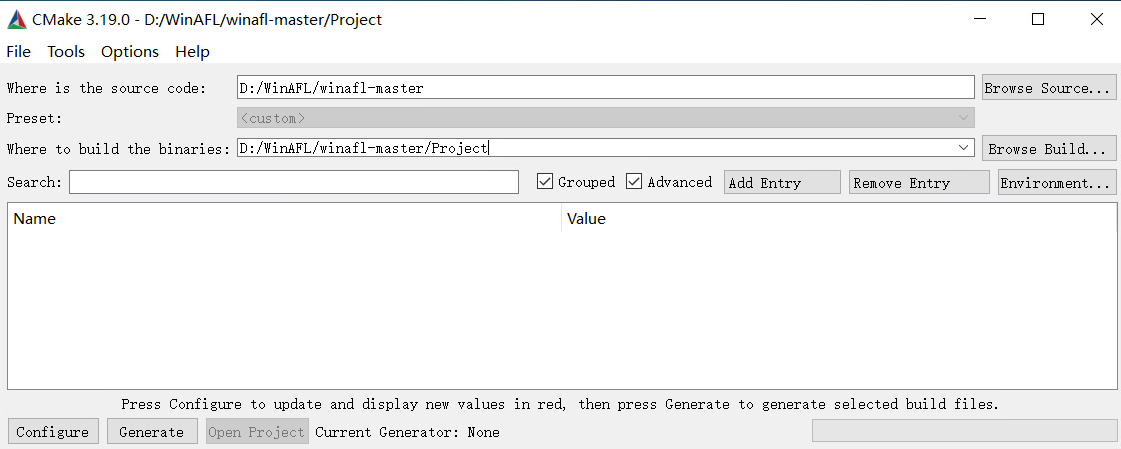 CMake 3.19.0 - D:/WinAFL/winafl-master/Project
File Tools Options Help
Where is the source code: D:/WinAFL/winafl-master Browse Source...
Preset: <custom>
Where to build the binaries: D:/WinAFL/winafl-master/Project Browse Build...
Search: Grouped Advanced Add Entry Remove Entry Environment...
Name Value
Press Configure to update and display new values in red, then press Generate to generate selected build files.
Configure Generate Open Project Current Generator: None